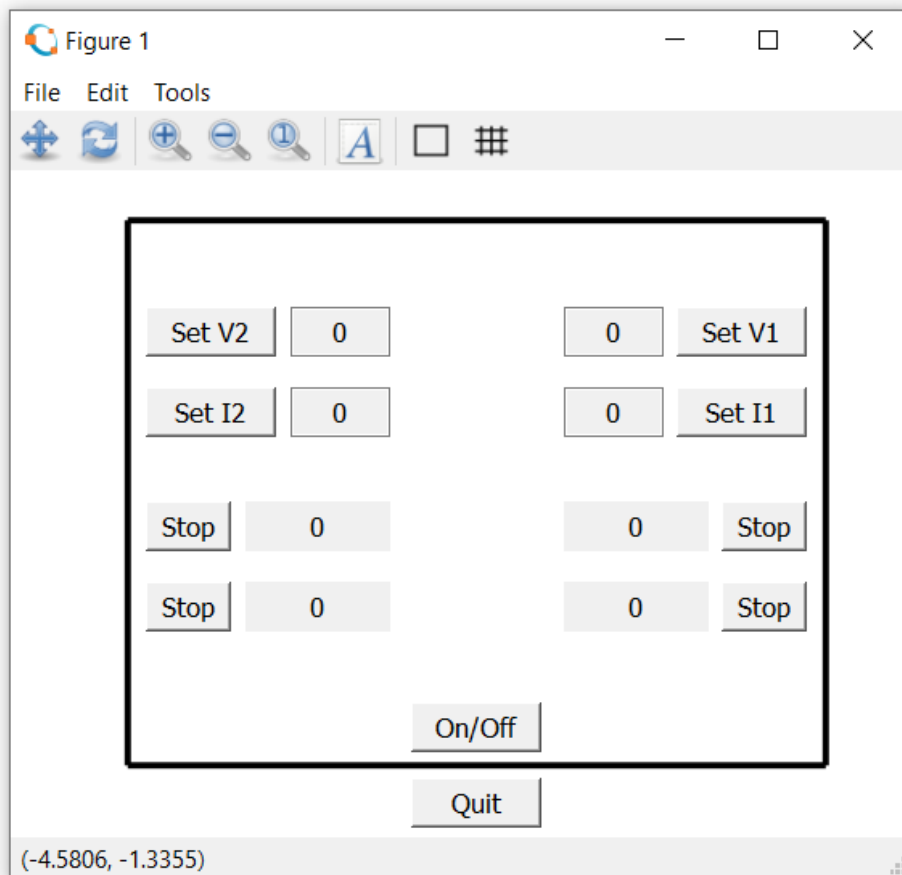 Figure 1
File Edit Tools
1 A
Set V2 0 0 Set V1
Set I2 0 0 Set I1
Stop 0 0 Stop
Stop 0 0 Stop
On/Off
Quit
(-4.5806, -1.3355)